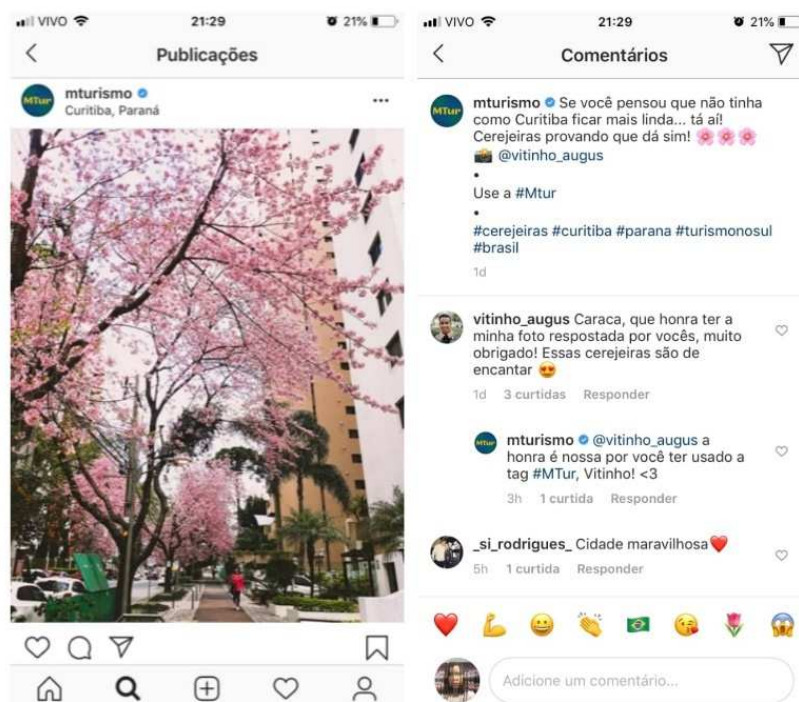 VIVO 21:29 21%
Publicações
MTur
mturismo
Curitiba, Paraná
VIVO 21:29 21%
Comentários
MTur
mturismo Se você pensou que não tinha
como Curitiba ficar mais linda... tá aí!
Cerejeiras provando que dá sim! 🌸🌸🌸
📸 @vitinho_augus
•
Use a #Mtur
•
#cerejeiras #curitiba #parana #turismonosul
#brasil
1d
vitinho_augus Caraca, que honra ter a
minha foto respostada por vocês, muito
obrigado! Essas cerejeiras são de
encantar 😍
1d 3 curtidas Responder
MTur
mturismo @vitinho_augus a
honra é nossa por você ter usado a
tag #MTur, Vitinho! <3
3h 1 curtida Responder
_si_rodrigues_ Cidade maravilhosa❤️
5h 1 curtida Responder
Adicione um comentário...